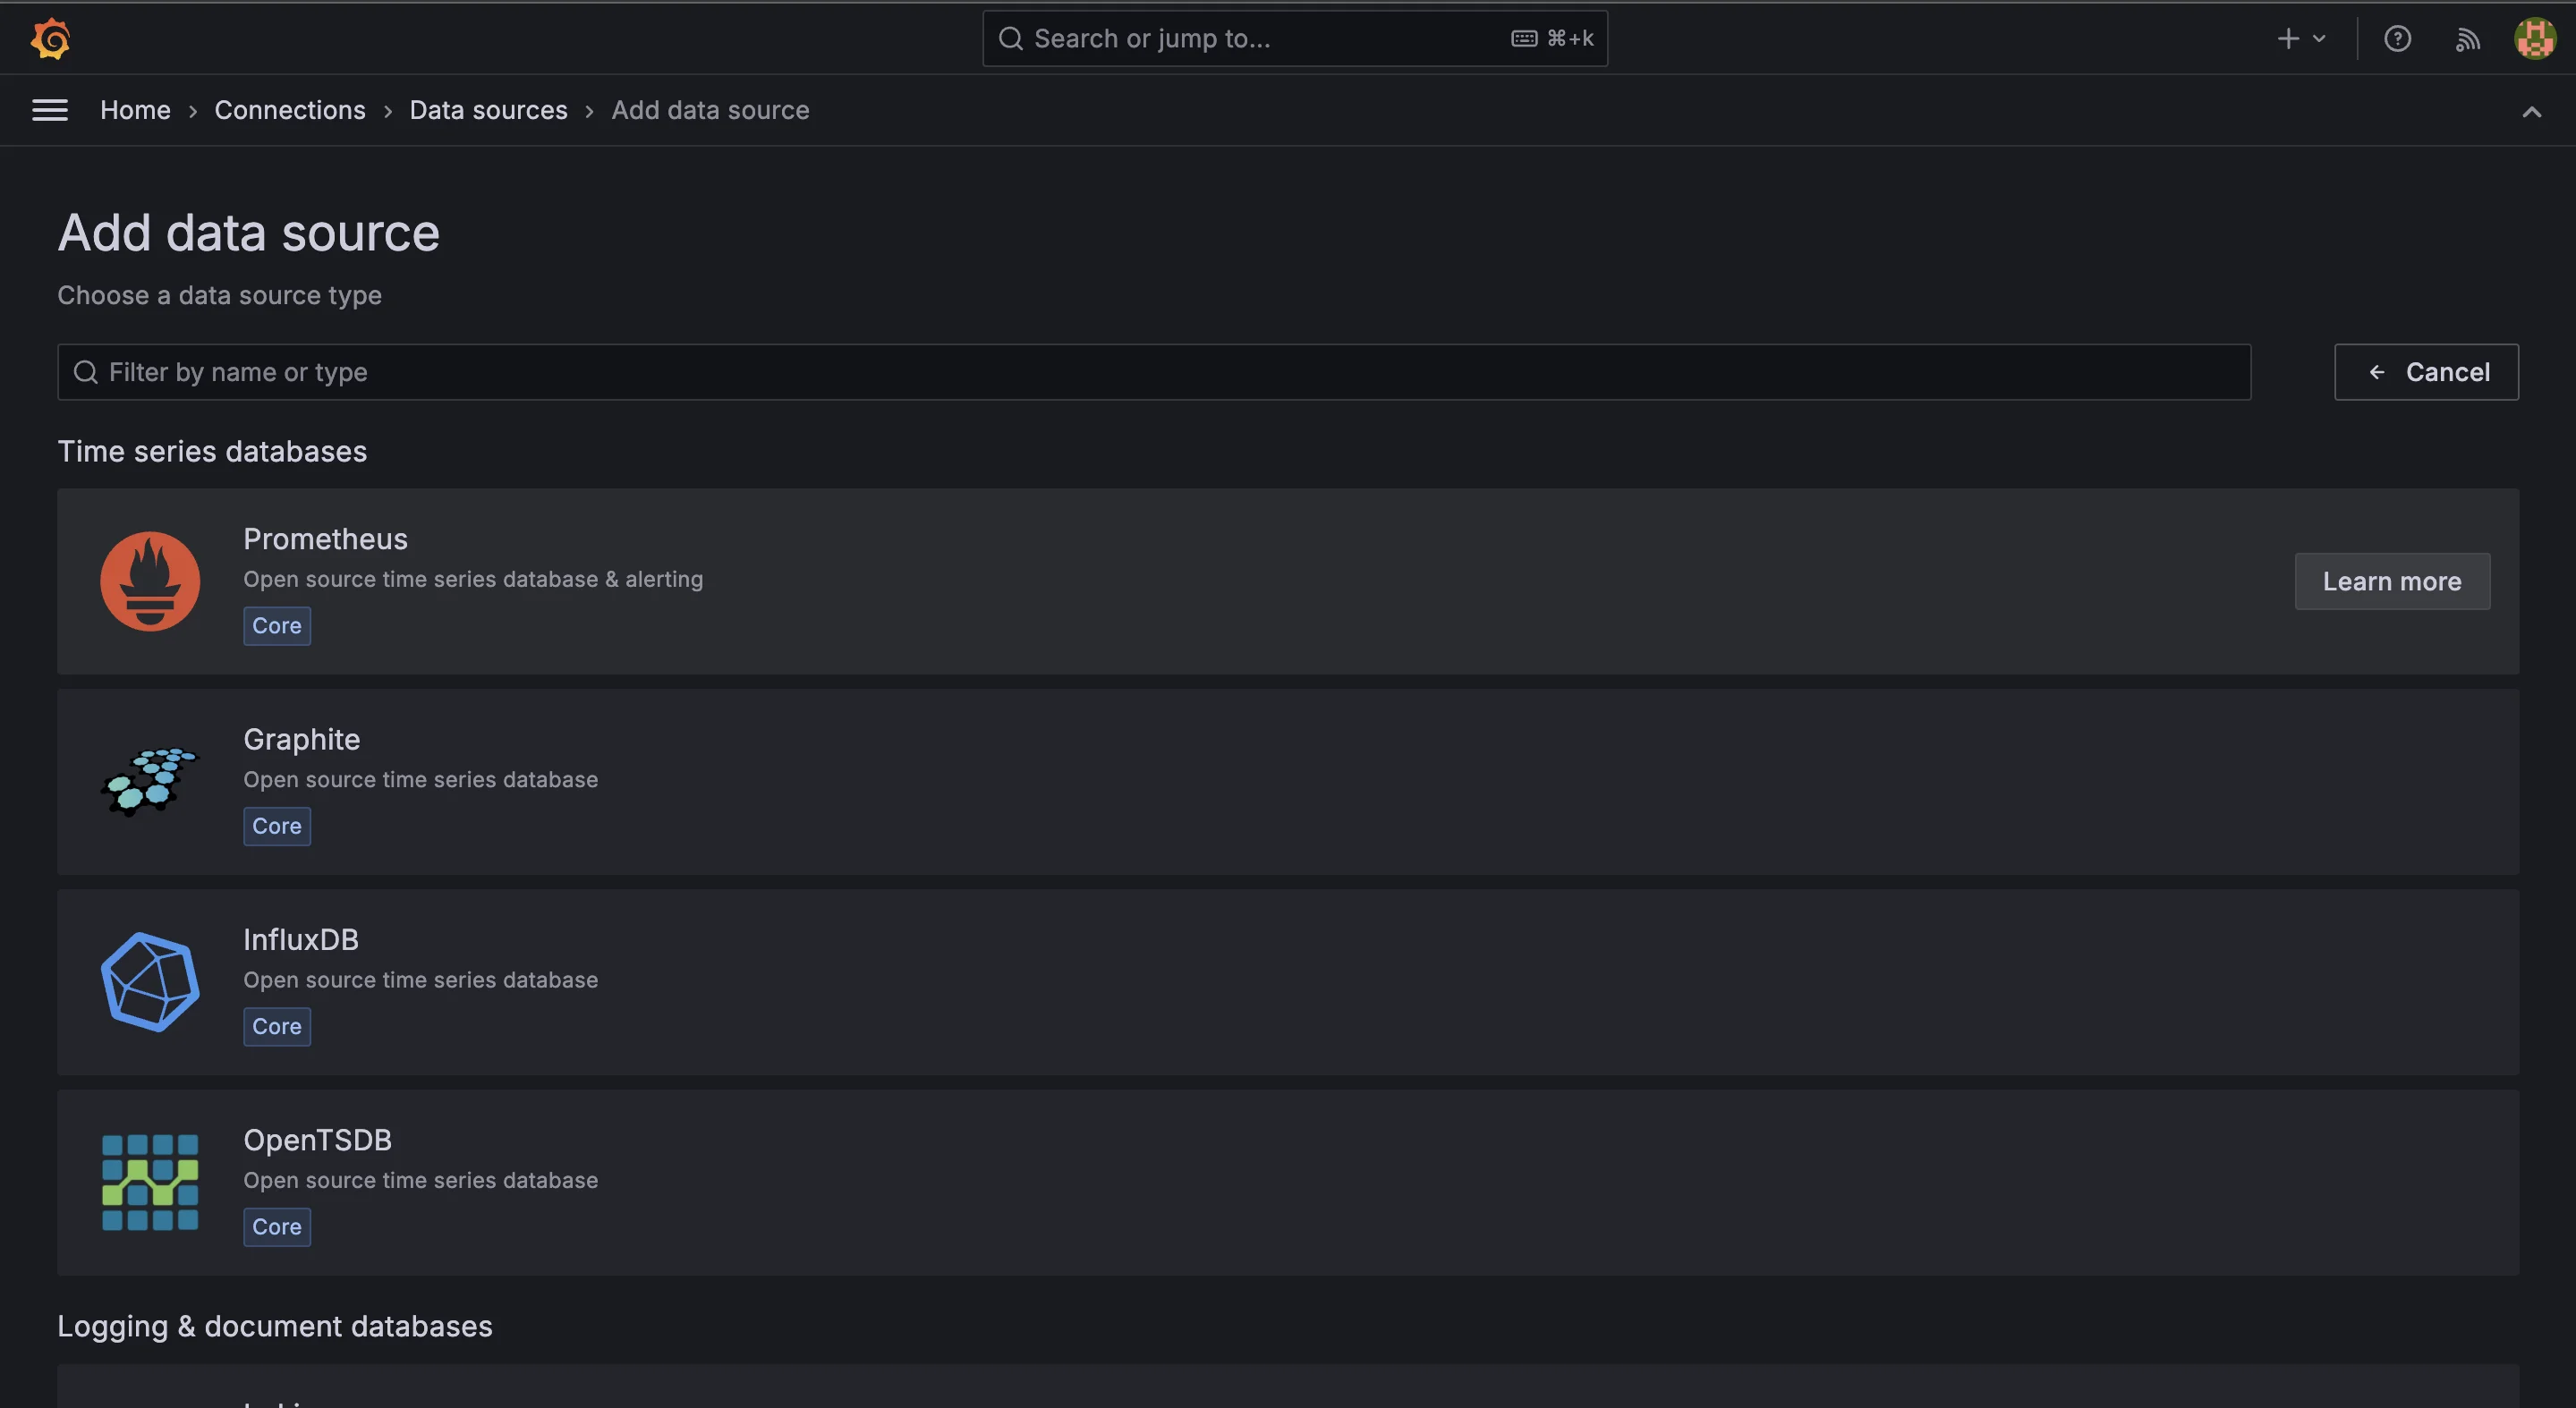 Search or jump to... ⌘+k
Home › Connections › Data sources › Add data source
Add data source
Choose a data source type
Filter by name or type
Cancel
Time series databases
Prometheus
Open source time series database & alerting
Core
Learn more
Graphite
Open source time series database
Core
InfluxDB
Open source time series database
Core
OpenTSDB
Open source time series database
Core
Logging & document databases